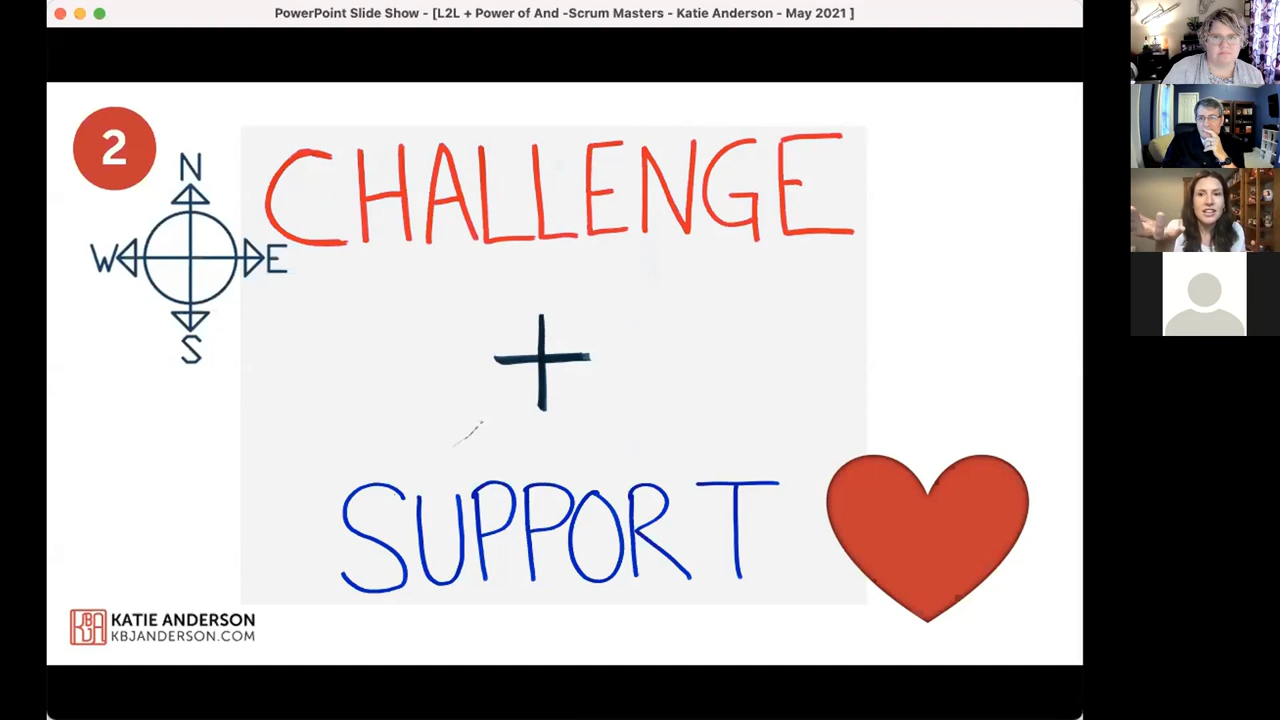 PowerPoint Slide Show - [L2L + Power of And -Scrum Masters - Katie Anderson - May 2021 ]
2
N
W E
S
CHALLENGE
+
SUPPORT
KBJA KATIE ANDERSON
KBJANDERSON.COM